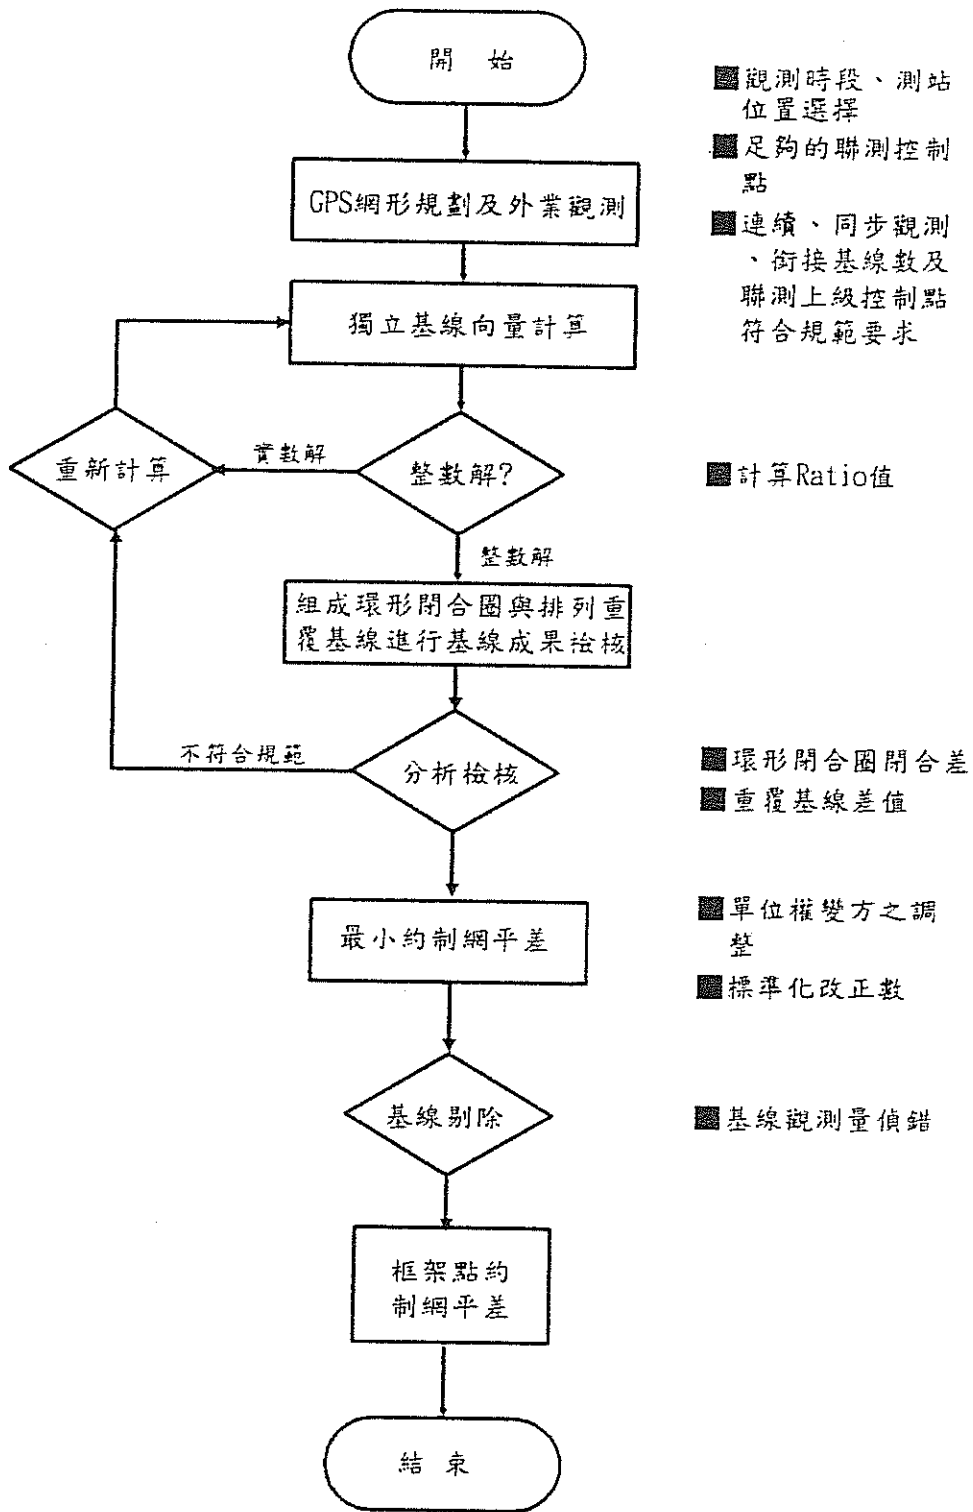 開 始
■觀測時段、測站
位置選擇
■足夠的聯測控制
點
■連續、同步觀測
、銜接基線數及
聯測上級控制點
符合規範要求
GPS網形規劃及外業觀測
獨立基線向量計算
重新計算
實數解
整數解?
■計算Ratio值
整數解
組成環形閉合圈與排列重
覆基線進行基線成果檢核
不符合規範
分析檢核
■環形閉合圈閉合差
■重覆基線差值
最小約制網平差
■單位權變方之調
整
■標準化改正數
基線剔除
■基線觀測量偵錯
框架點約
制網平差
結 束